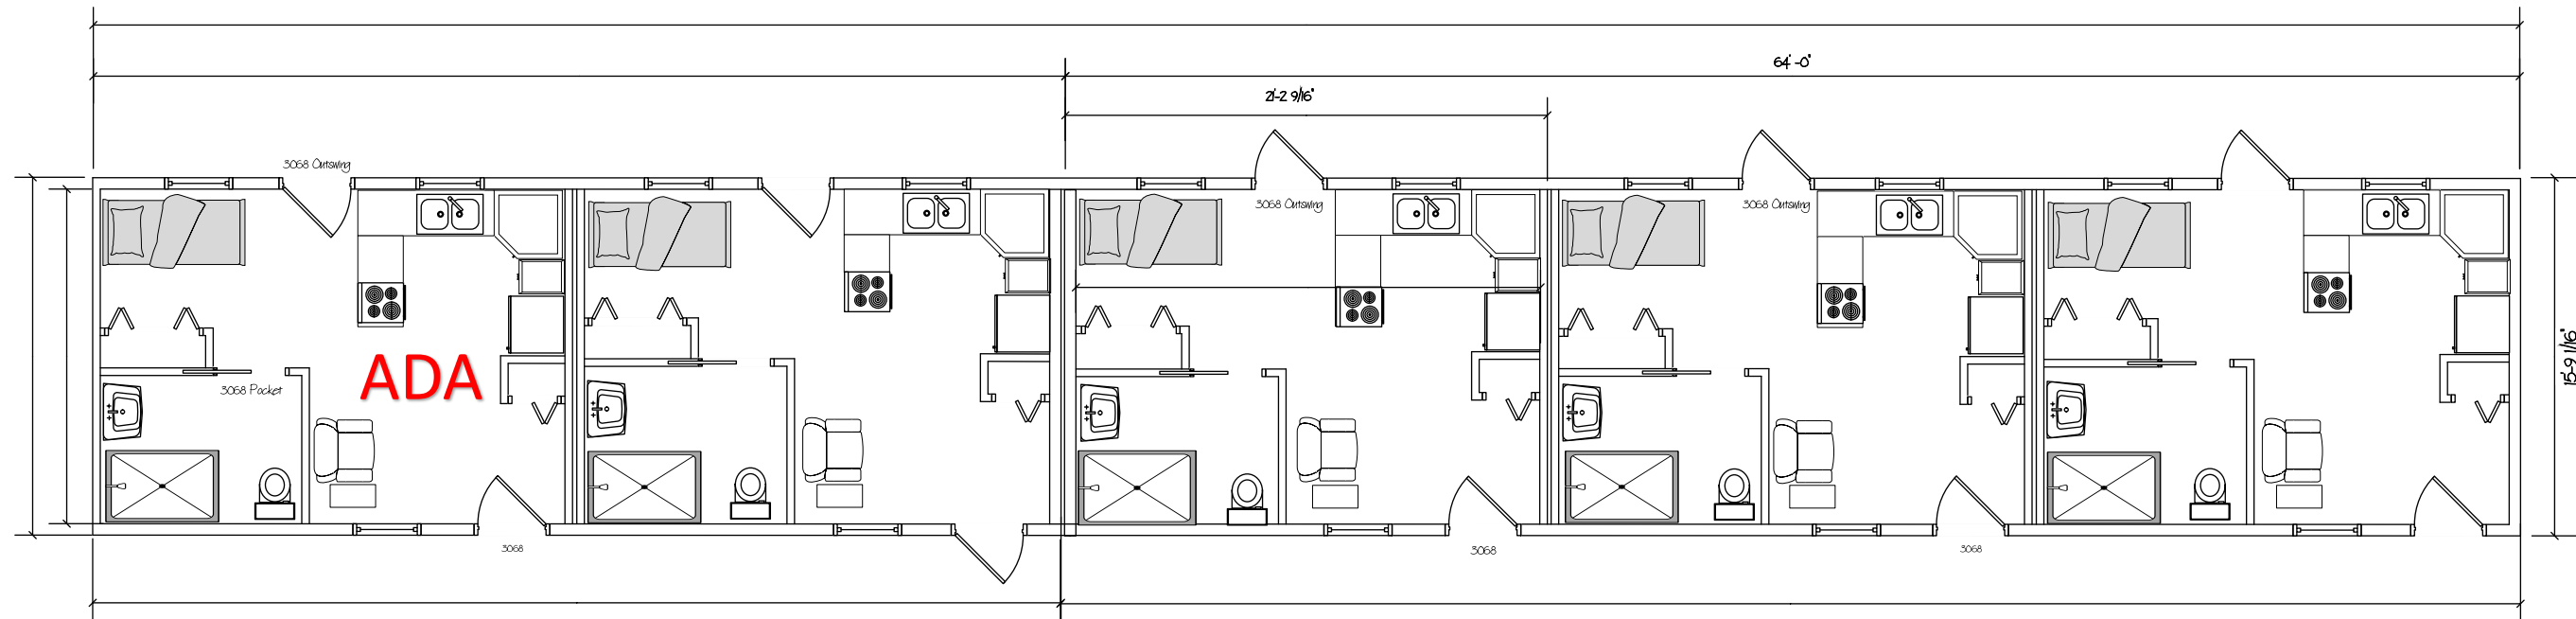 64'-0"
21'-2 9/16"
3068 Outswing
3068 Outswing
3068 Outswing
15'-9 1/16"
ADA
3068 Pocket
3068
3068
3068